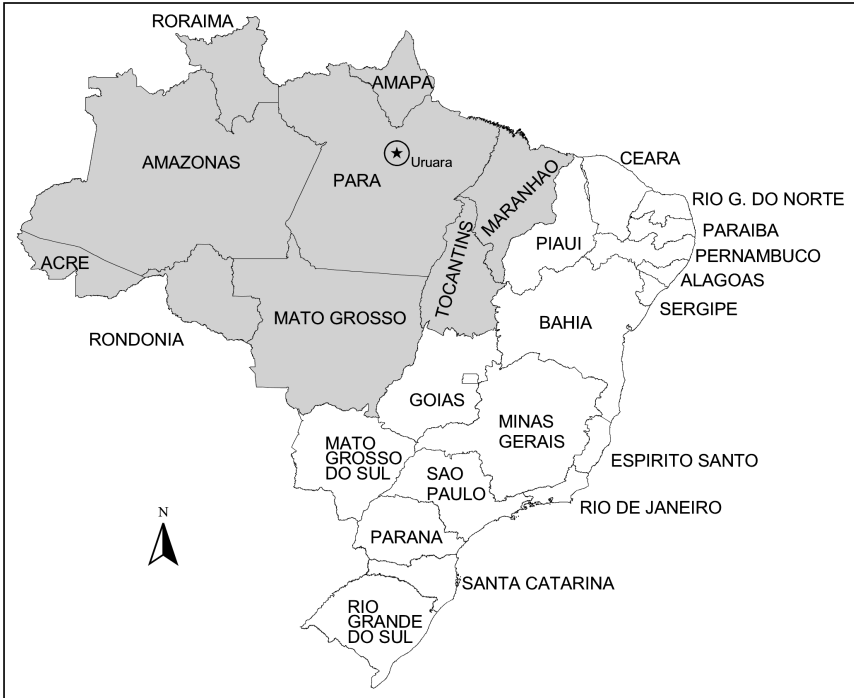 RORAIMA
AMAPA
AMAZONAS
Uruara
PARA
CEARA
MARANHAO
RIO G. DO NORTE
TOCANTINS
PARAIBA
PIAUI
PERNAMBUCO
ACRE
ALAGOAS
SERGIPE
MATO GROSSO
BAHIA
RONDONIA
GOIAS
MINAS
GERAIS
MATO
GROSSO
DO SUL
ESPIRITO SANTO
SAO
PAULO
RIO DE JANEIRO
N
PARANA
SANTA CATARINA
RIO
GRANDE
DO SUL